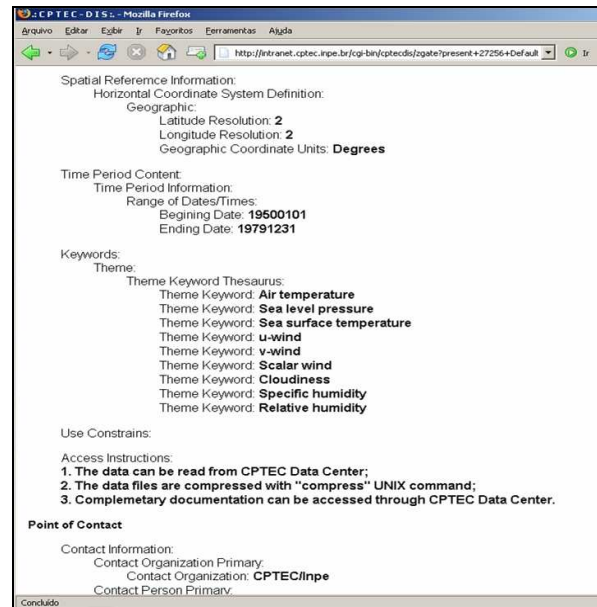 .: C P T E C - D I S :. - Mozilla Firefox
Arquivo Editar Exibir Ir Favoritos Ferramentas Ajuda
http://intranet.cptec.inpe.br/cgi-bin/cptecdis/zgate?present+27256+Default Ir
Spatial Referemce Information:
Horizontal Coordinate System Definition:
Geographic:
Latitude Resolution: 2
Longitude Resolution: 2
Geographic Coordinate Units: Degrees
Time Period Content:
Time Period Information:
Range of Dates/Times:
Begining Date: 19500101
Ending Date: 19791231
Keywords:
Theme:
Theme Keyword Thesaurus:
Theme Keyword: Air temperature
Theme Keyword: Sea level pressure
Theme Keyword: Sea surface temperature
Theme Keyword: u-wind
Theme Keyword: v-wind
Theme Keyword: Scalar wind
Theme Keyword: Cloudiness
Theme Keyword: Specific humidity
Theme Keyword: Relative humidity
Use Constrains:
Access Instructions:
1. The data can be read from CPTEC Data Center;
2. The data files are compressed with "compress" UNIX command;
3. Complemetary documentation can be accessed through CPTEC Data Center.
Point of Contact
Contact Information:
Contact Organization Primary:
Contact Organization: CPTEC/Inpe
Contact Person Primary:
Concluído